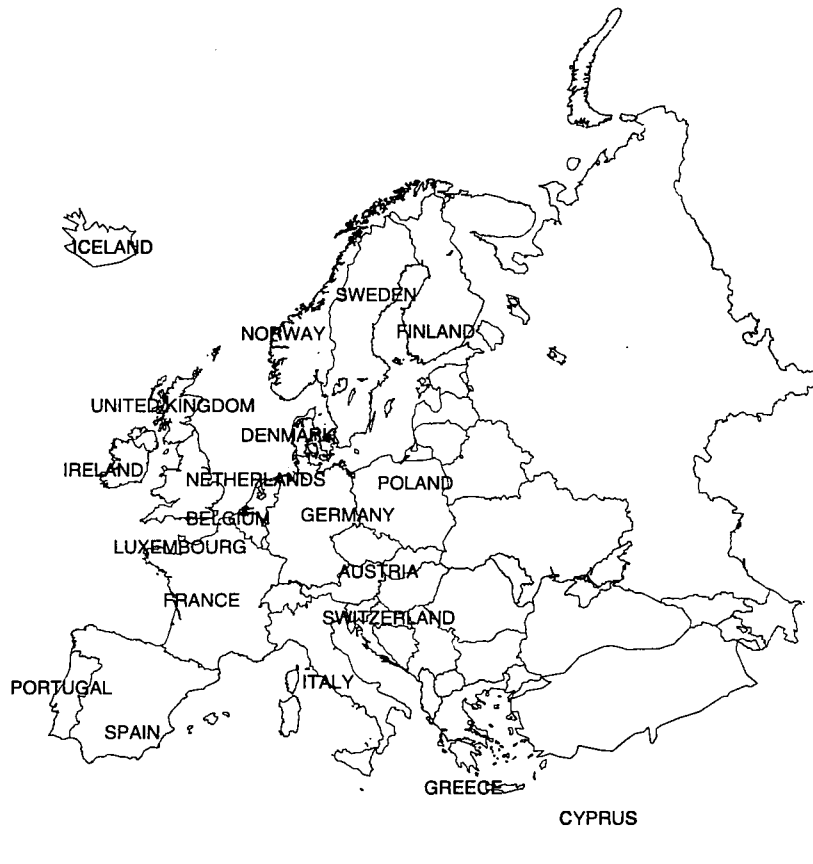 ICELAND
SWEDEN
NORWAY
FINLAND
UNITED KINGDOM
DENMARK
IRELAND
NETHERLANDS
POLAND
BELGIUM
GERMANY
LUXEMBOURG
AUSTRIA
FRANCE
SWITZERLAND
PORTUGAL
ITALY
SPAIN
GREECE
CYPRUS